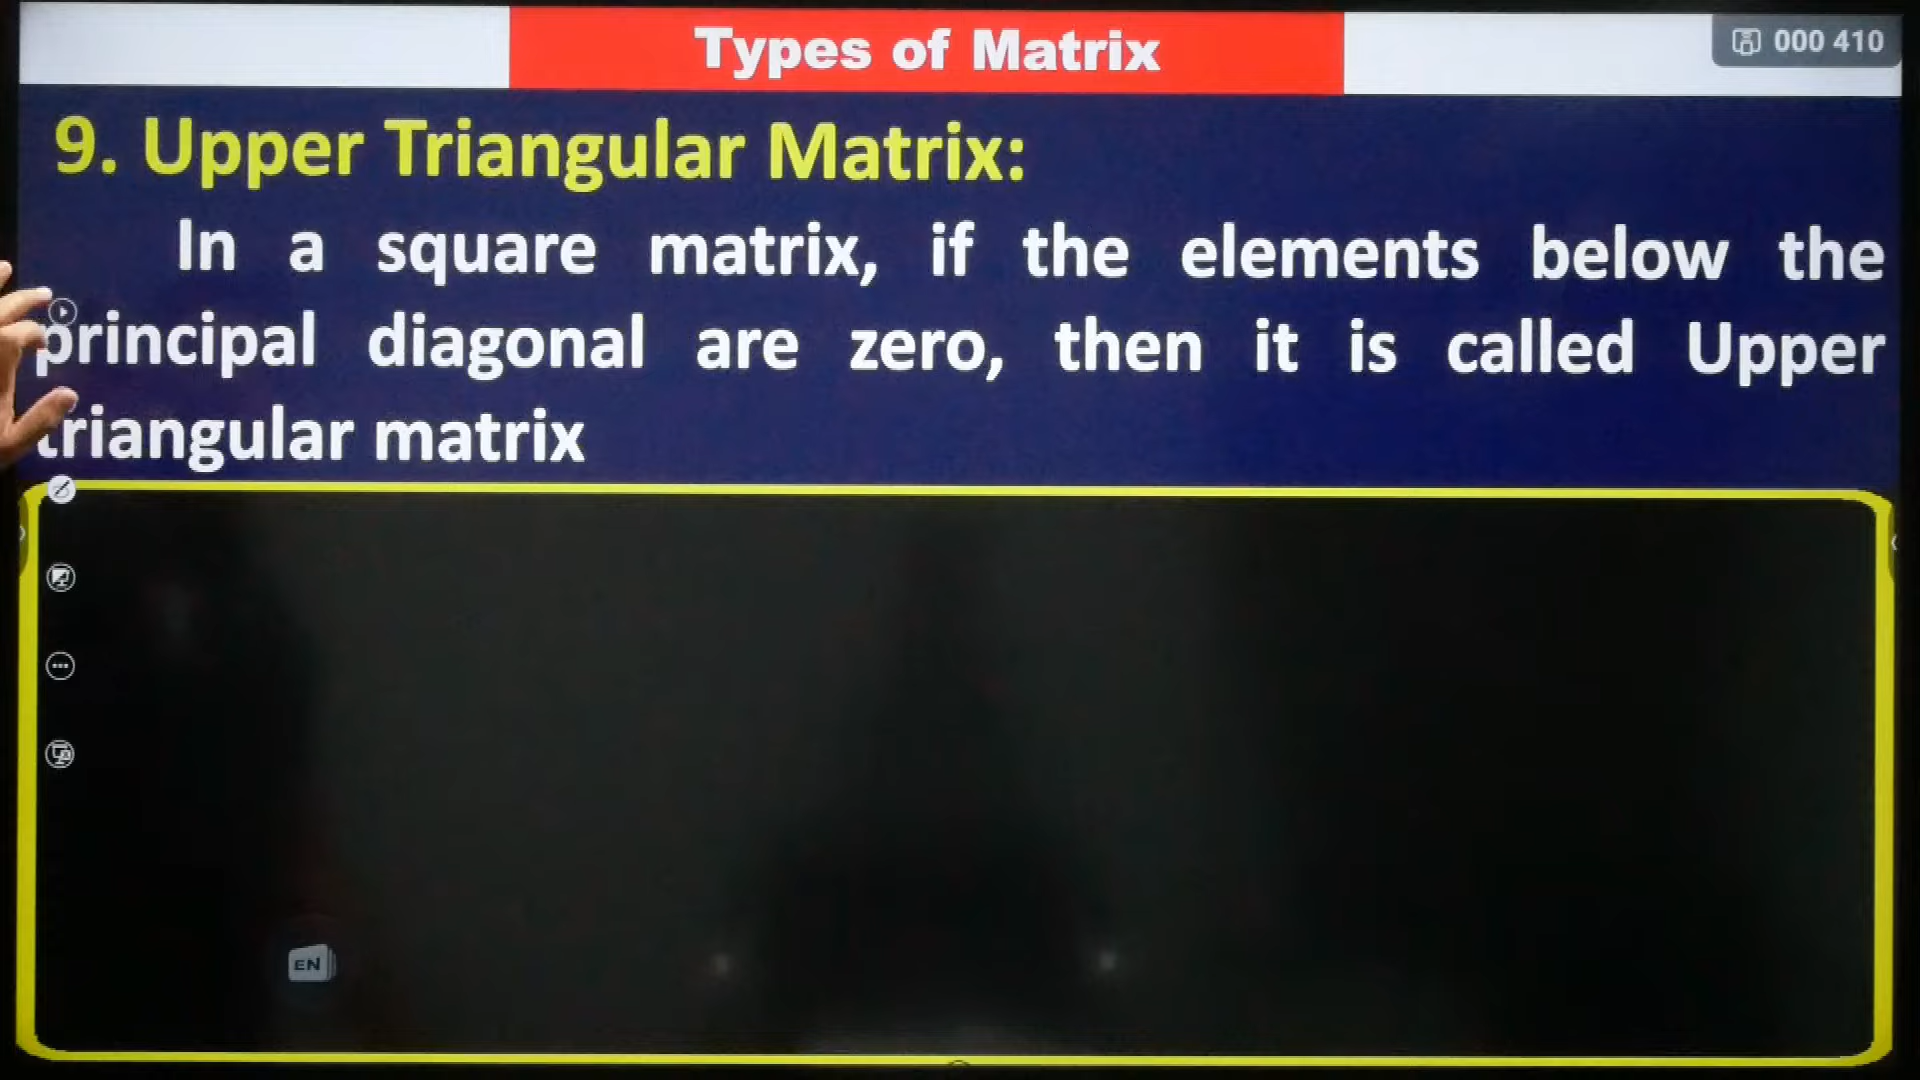 Types of Matrix
000 410
9. Upper Triangular Matrix:
In a square matrix, if the elements below the
principal diagonal are zero, then it is called Upper
triangular matrix
EN